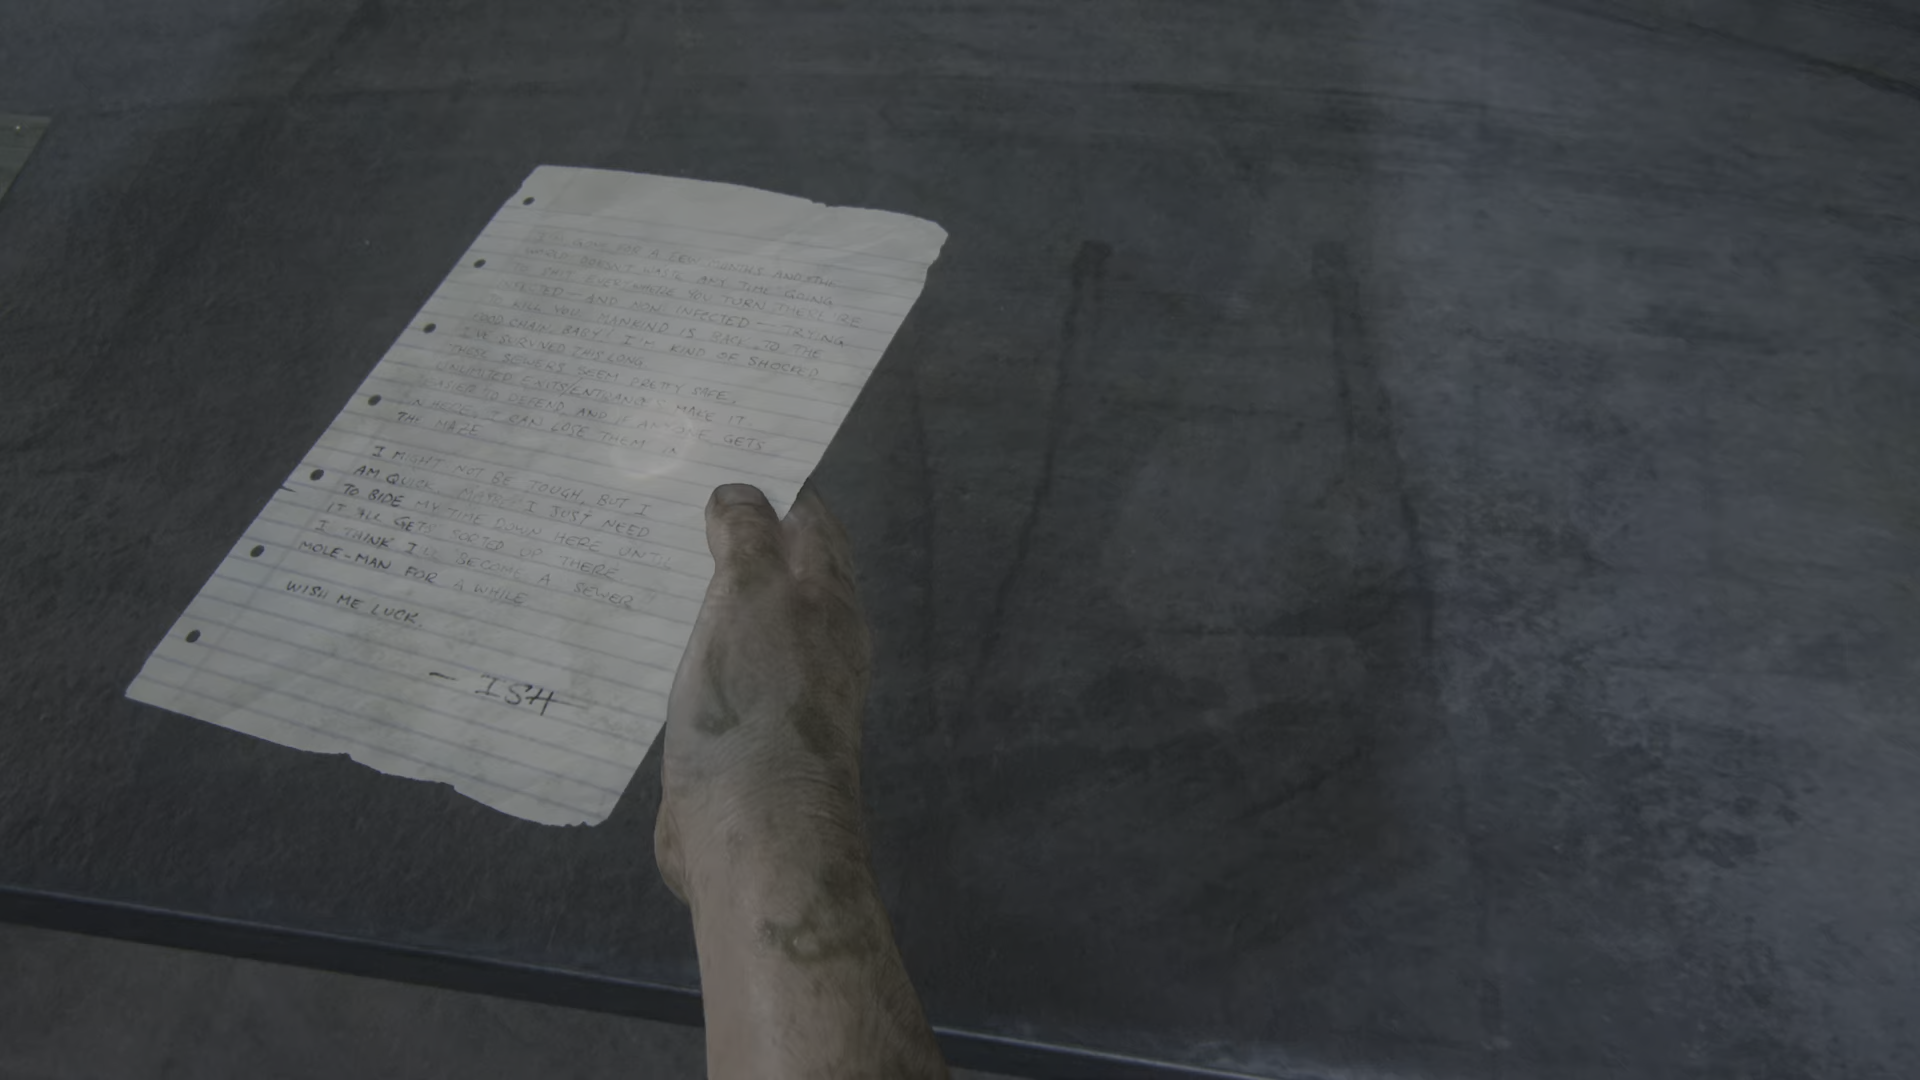 I'M GONE FOR A FEW MONTHS AND THE
WORLD DOESN'T WASTE ANY TIME GOING
TO SHIT. EVERYWHERE YOU TURN THERE'RE
INFECTED — AND NON INFECTED — TRYING
TO KILL YOU. MANKIND IS BACK TO THE
FOOD CHAIN, BABY! I'M KIND OF SHOCKED
I'VE SURVIVED THIS LONG
THESE SEWERS SEEM PRETTY SAFE.
UNLIMITED EXITS/ENTRANCES MAKE IT
EASIER TO DEFEND AND IF ANYONE GETS
IN HERE, I CAN LOSE THEM IN
THE MAZE
I MIGHT NOT BE TOUGH, BUT I
AM QUICK. MAYBE I JUST NEED
TO BIDE MY TIME DOWN HERE UNTIL
IT ALL GETS SORTED UP THERE.
I THINK I'LL BECOME A SEWER
MOLE-MAN FOR A WHILE
WISH ME LUCK.
— ISH